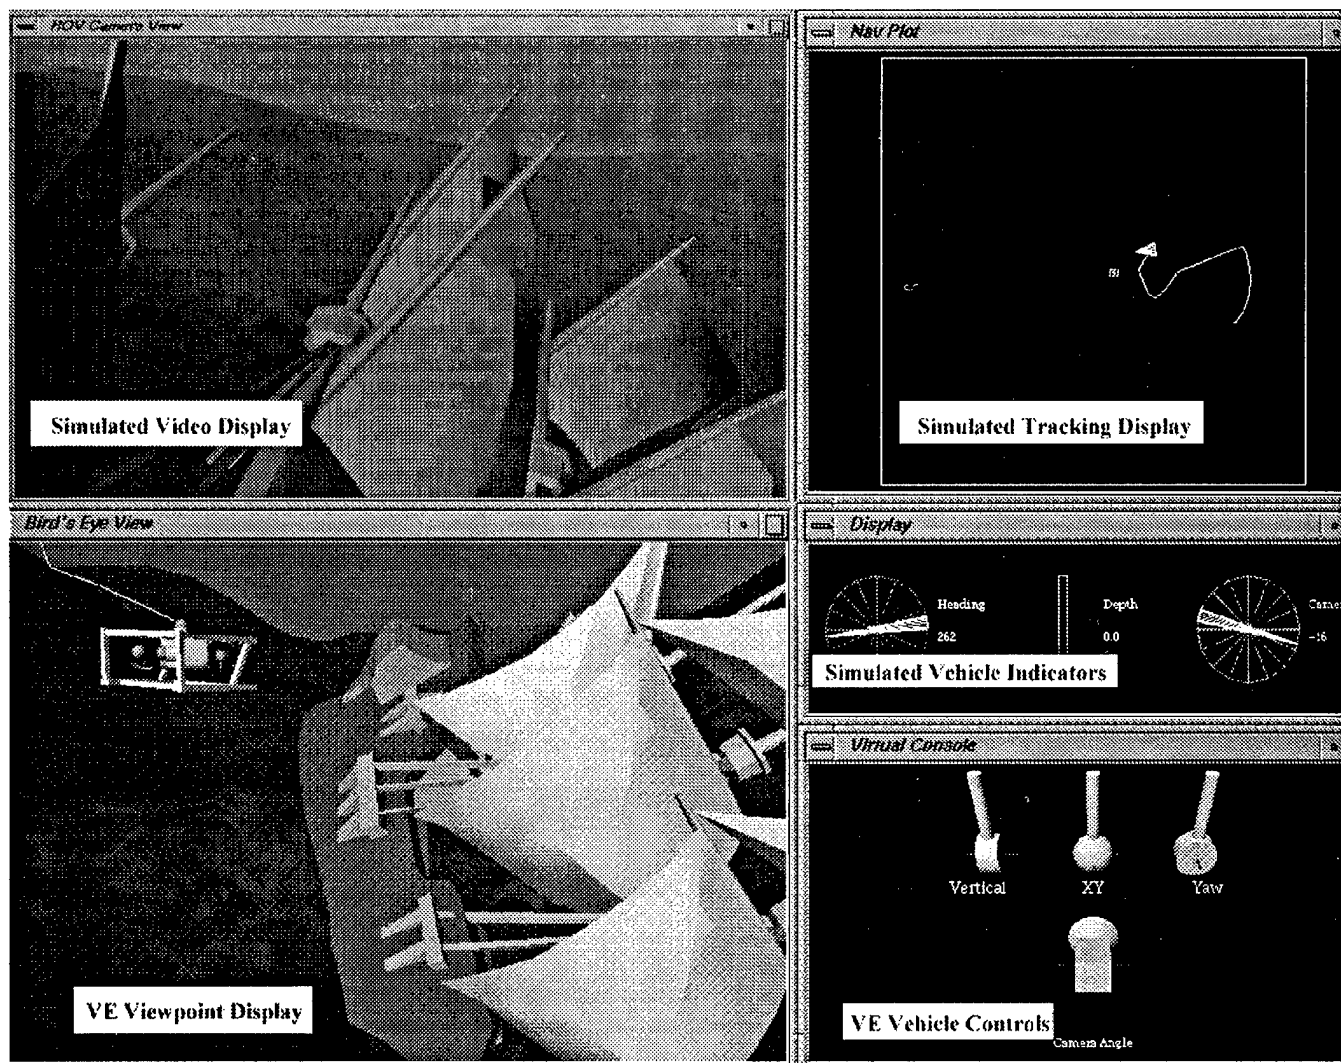 ROV Camera View
Simulated Video Display
Nav Plot
Simulated Tracking Display
Bird's Eye View
VE Viewpoint Display
Display
Heading
262
Depth
0.0
-16
Simulated Vehicle Indicators
Virtual Console
Vertical
XY
Yaw
VE Vehicle Controls
Camera Angle